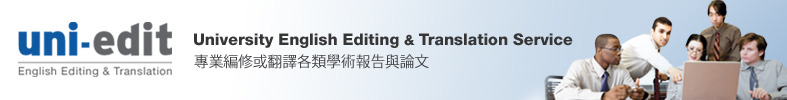 uni-edit
English Editing & Translation
University English Editing & Translation Service
專業編修或翻譯各類學術報告與論文